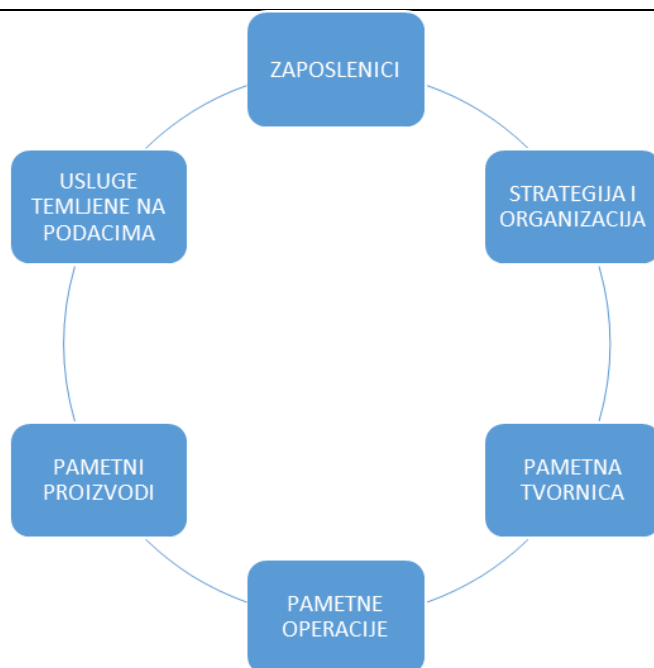 ZAPOSLENICI
STRATEGIJA I
ORGANIZACIJA
PAMETNA
TVORNICA
PAMETNE
OPERACIJE
PAMETNI
PROIZVODI
USLUGE
TEMLJENE NA
PODACIMA